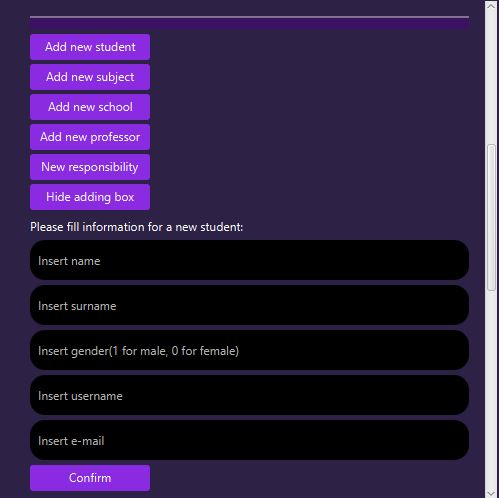 Add new student
Add new subject
Add new school
Add new professor
New responsibility
Hide adding box
Please fill information for a new student:
Insert name
Insert surname
Insert gender(1 for male, 0 for female)
Insert username
Insert e-mail
Confirm